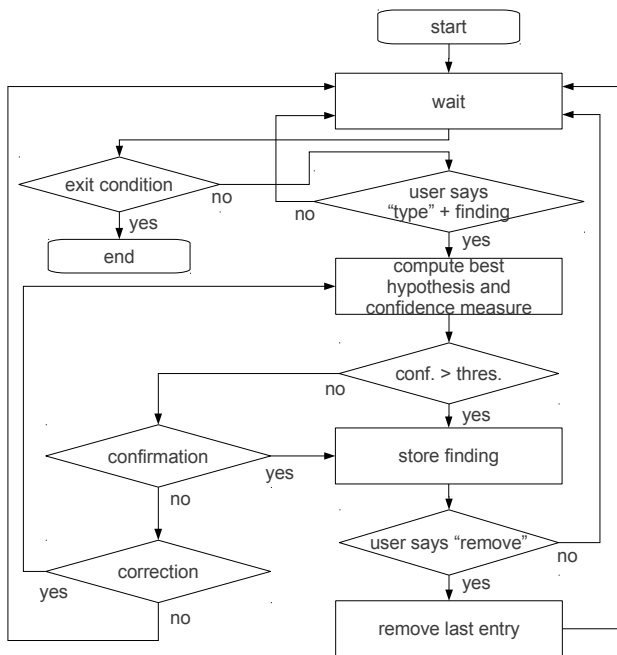 start
wait
exit condition
no
yes
end
user says
“type” + finding
no
yes
compute best
hypothesis and
confidence measure
conf. > thres.
no
yes
confirmation
yes
no
store finding
user says “remove”
no
yes
correction
yes
no
remove last entry